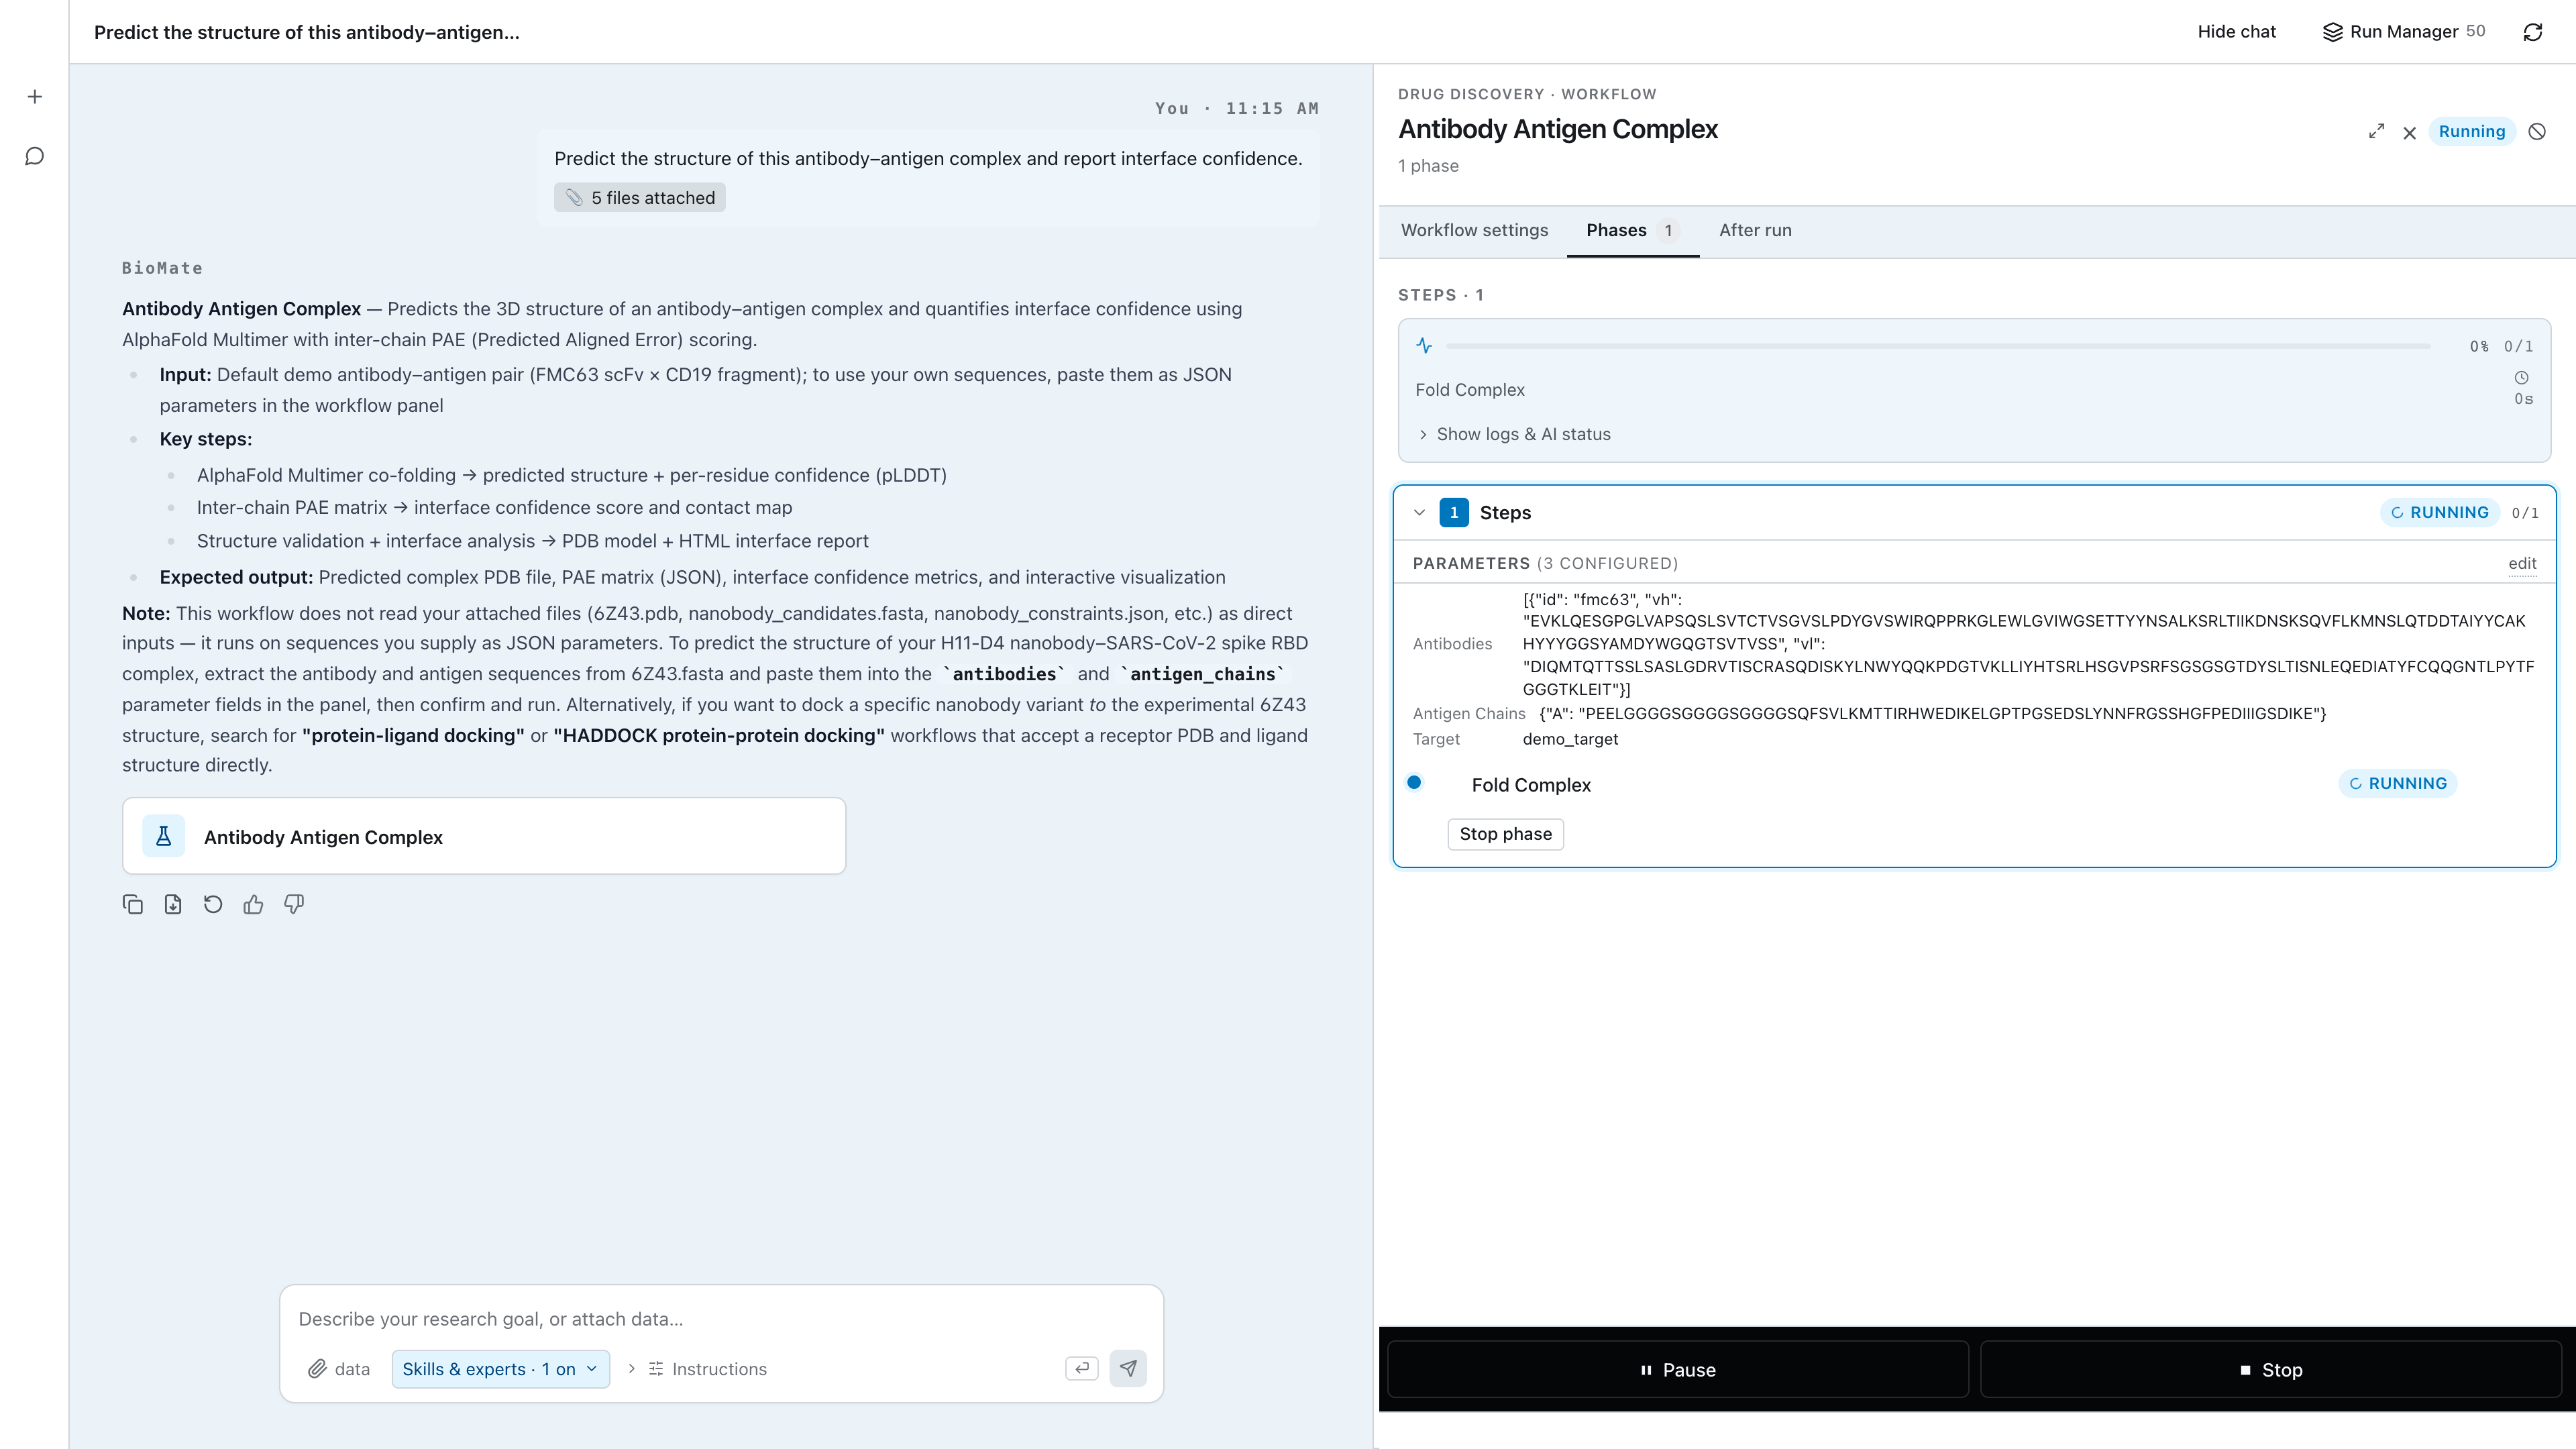 Predict the structure of this antibody–antigen...
Hide chat
Run Manager 50
You · 11:15 AM
Predict the structure of this antibody–antigen complex and report interface confidence.
5 files attached
BioMate
Antibody Antigen Complex — Predicts the 3D structure of an antibody–antigen complex and quantifies interface confidence using
AlphaFold Multimer with inter-chain PAE (Predicted Aligned Error) scoring.
Input: Default demo antibody–antigen pair (FMC63 scFv × CD19 fragment); to use your own sequences, paste them as JSON
parameters in the workflow panel
Key steps:
AlphaFold Multimer co-folding → predicted structure + per-residue confidence (pLDDT)
Inter-chain PAE matrix → interface confidence score and contact map
Structure validation + interface analysis → PDB model + HTML interface report
Expected output: Predicted complex PDB file, PAE matrix (JSON), interface confidence metrics, and interactive visualization
Note: This workflow does not read your attached files (6Z43.pdb, nanobody_candidates.fasta, nanobody_constraints.json, etc.) as direct
inputs — it runs on sequences you supply as JSON parameters. To predict the structure of your H11-D4 nanobody–SARS-CoV-2 spike RBD
complex, extract the antibody and antigen sequences from 6Z43.fasta and paste them into the `antibodies` and `antigen_chains`
parameter fields in the panel, then confirm and run. Alternatively, if you want to dock a specific nanobody variant to the experimental 6Z43
structure, search for "protein-ligand docking" or "HADDOCK protein-protein docking" workflows that accept a receptor PDB and ligand
structure directly.
Antibody Antigen Complex
Describe your research goal, or attach data...
data
Skills & experts · 1 on
Instructions
DRUG DISCOVERY · WORKFLOW
Antibody Antigen Complex
Running
1 phase
Workflow settings
Phases 1
After run
STEPS · 1
0% 0/1
Fold Complex
0s
Show logs & AI status
1 Steps
RUNNING 0/1
PARAMETERS (3 CONFIGURED)
edit
Antibodies
[{"id": "fmc63", "vh":
"EVKLQESGPGLVAPSQSLSVTCTVSGVSLPDYGVSWIRQPPRKGLEWLGVIWGSETTYYNSALKSRLTIIKDNSKSQVFLKMNSLQTDDTAIYYCAK
HYYYGGSYAMDYWGQGTSVTVSS", "vl":
"DIQMTQTTSSLSASLGDRVTISCRASQDISKYLNWYQQKPDGTVKLLIYHTSRLHSGVPSRFSGSGSGTDYSLTISNLEQEDIATYFCQQGNTLPYTF
GGGTKLEIT"}]
Antigen Chains {"A": "PEELGGGGSGGGGSGGGGSQFSVLKMTTIRHWEDIKELGPTPGSEDSLYNNFRGSSHGFPEDIIIGSDIKE"}
Target demo_target
Fold Complex
RUNNING
Stop phase
Pause
Stop